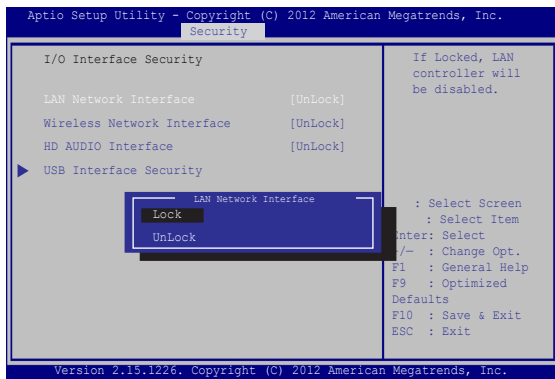 Aptio Setup Utility - Copyright (C) 2012 American Megatrends, Inc.
Security
I/O Interface Security
LAN Network Interface [UnLock]
Wireless Network Interface [UnLock]
HD AUDIO Interface [UnLock]
USB Interface Security
If Locked, LAN
controller will
be disabled.
LAN Network Interface
Lock
UnLock
: Select Screen
: Select Item
Enter: Select
+/— : Change Opt.
F1 : General Help
F9 : Optimized
Defaults
F10 : Save & Exit
ESC : Exit
Version 2.15.1226. Copyright (C) 2012 American Megatrends, Inc.